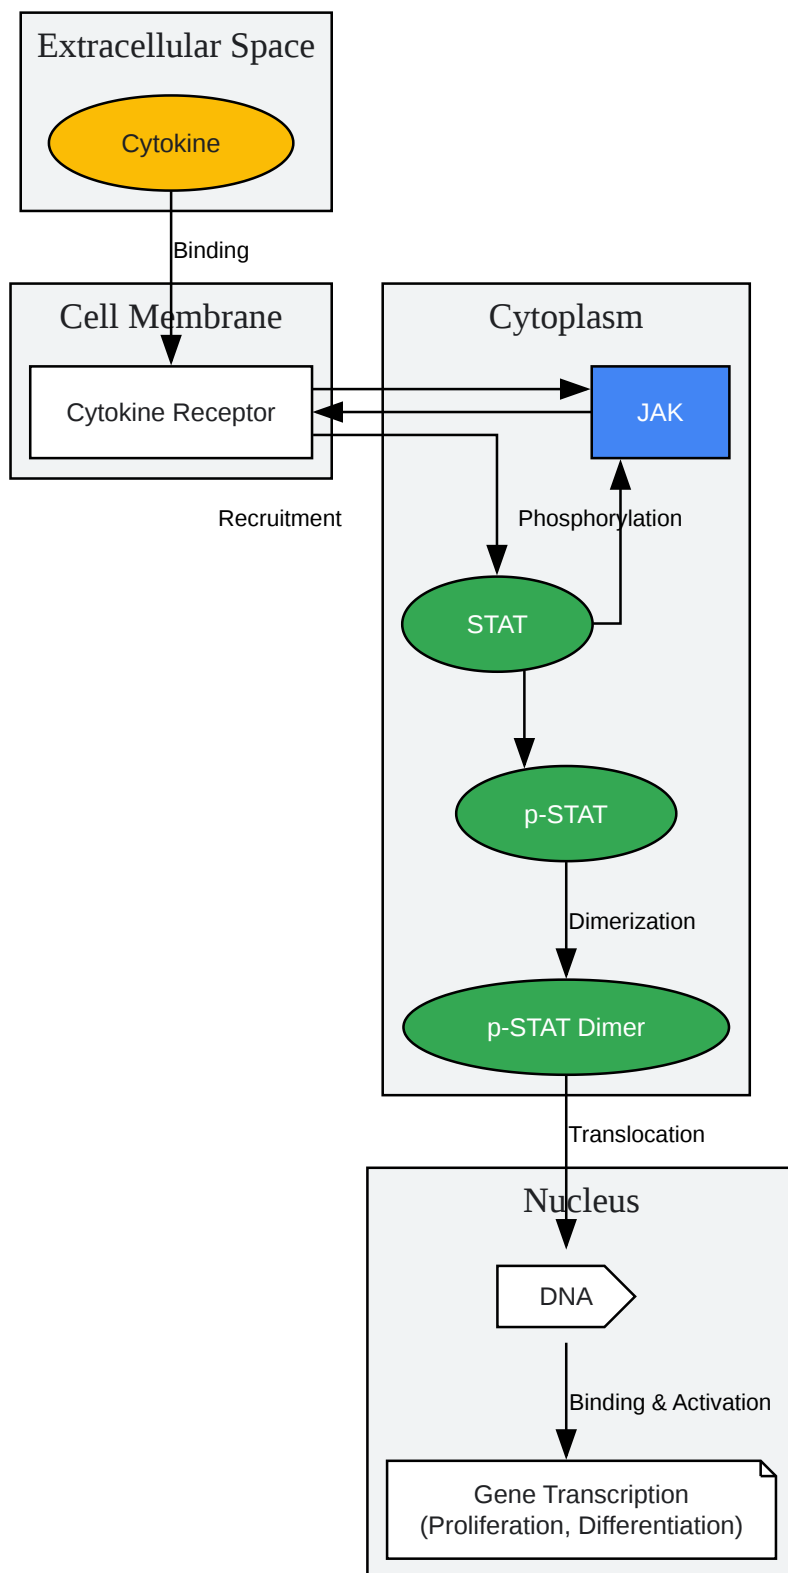 Extracellular Space
Cytokine
Binding
Cell Membrane
Cytoplasm
Cytokine Receptor
JAK
Recruitment
Phosphorylation
STAT
p-STAT
Dimerization
p-STAT Dimer
Translocation
Nucleus
DNA
Binding & Activation
Gene Transcription
(Proliferation, Differentiation)